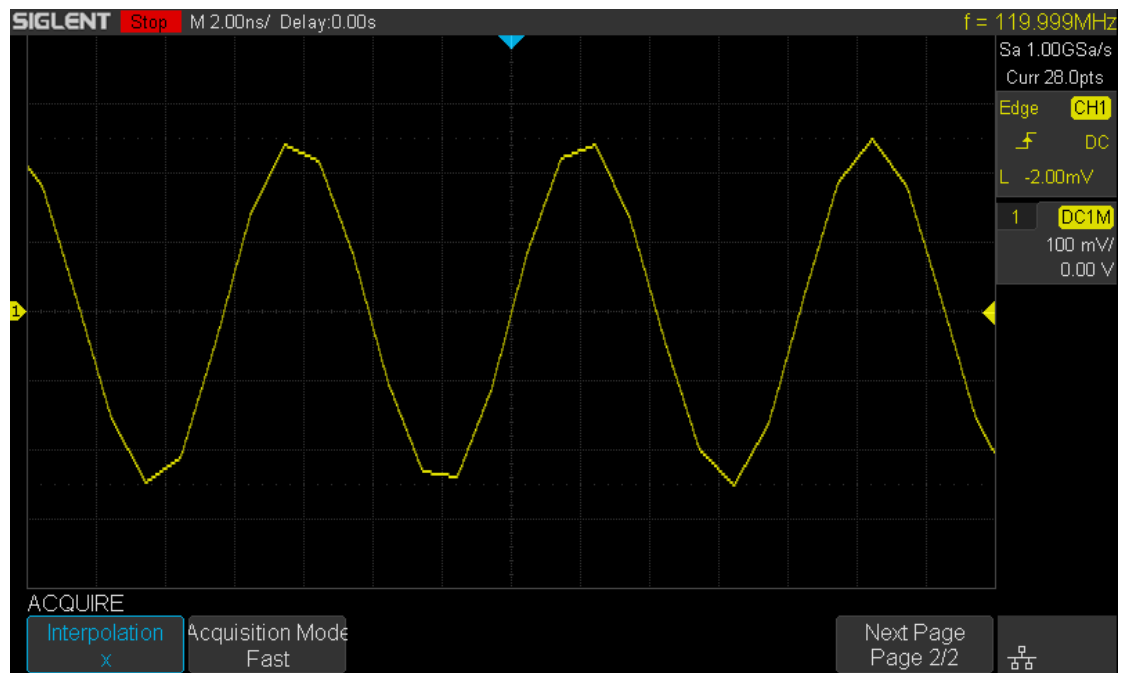 SIGLENT Stop M 2.00ns/ Delay:0.00s f = 119.999MHz
Sa 1.00GSa/s
Curr 28.0pts
Edge CH1
DC
L -2.00mV
1 DC1M
100 mV/
0.00 V
1
ACQUIRE
Interpolation
x
Acquisition Mode
Fast
Next Page
Page 2/2